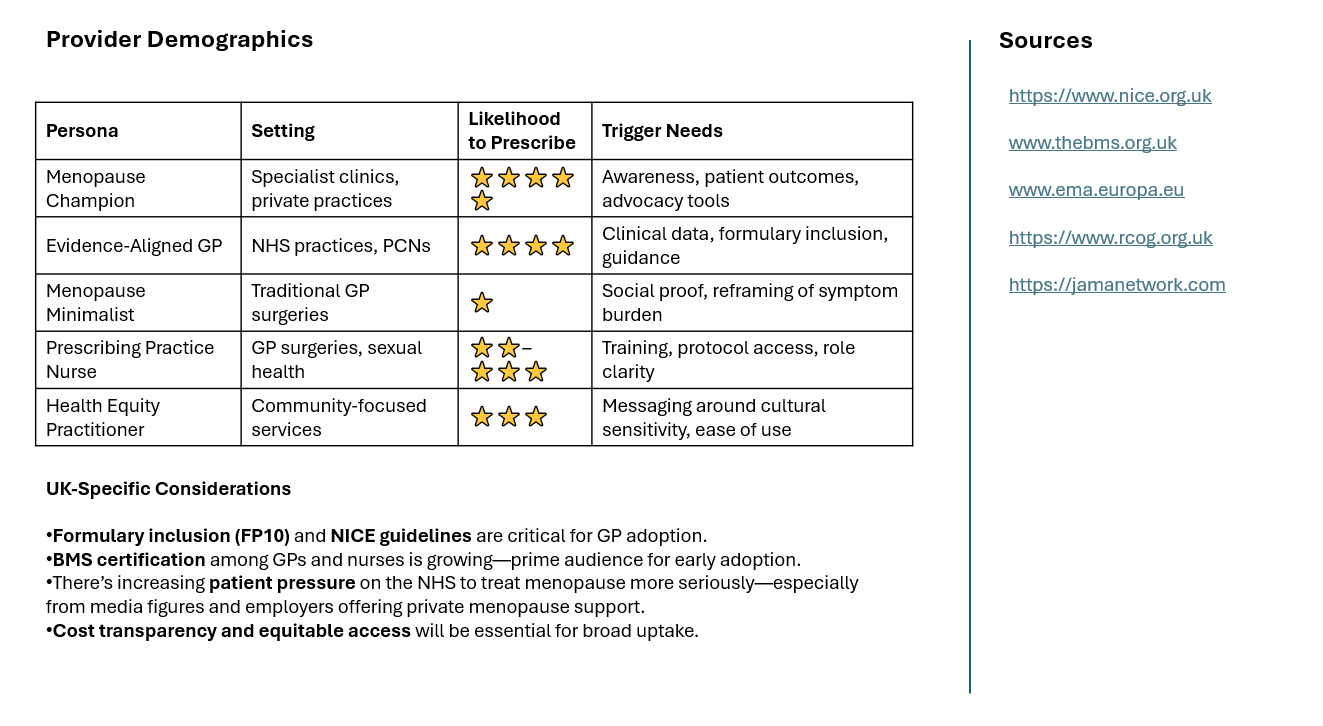 Provider Demographics
Persona
Setting
Likelihood
to Prescribe
Trigger Needs
Menopause
Champion
Specialist clinics,
private practices
⭐⭐⭐⭐
⭐
Awareness, patient outcomes,
advocacy tools
Evidence-Aligned GP
NHS practices, PCNs
⭐⭐⭐⭐
Clinical data, formulary inclusion,
guidance
Menopause
Minimalist
Traditional GP
surgeries
⭐
Social proof, reframing of symptom
burden
Prescribing Practice
Nurse
GP surgeries, sexual
health
⭐⭐–
⭐⭐⭐
Training, protocol access, role
clarity
Health Equity
Practitioner
Community-focused
services
⭐⭐⭐
Messaging around cultural
sensitivity, ease of use
UK-Specific Considerations
•Formulary inclusion (FP10) and NICE guidelines are critical for GP adoption.
•BMS certification among GPs and nurses is growing—prime audience for early adoption.
•There’s increasing patient pressure on the NHS to treat menopause more seriously—especially
from media figures and employers offering private menopause support.
•Cost transparency and equitable access will be essential for broad uptake.
Sources
https://www.nice.org.uk
www.thebms.org.uk
www.ema.europa.eu
https://www.rcog.org.uk
https://jamanetwork.com